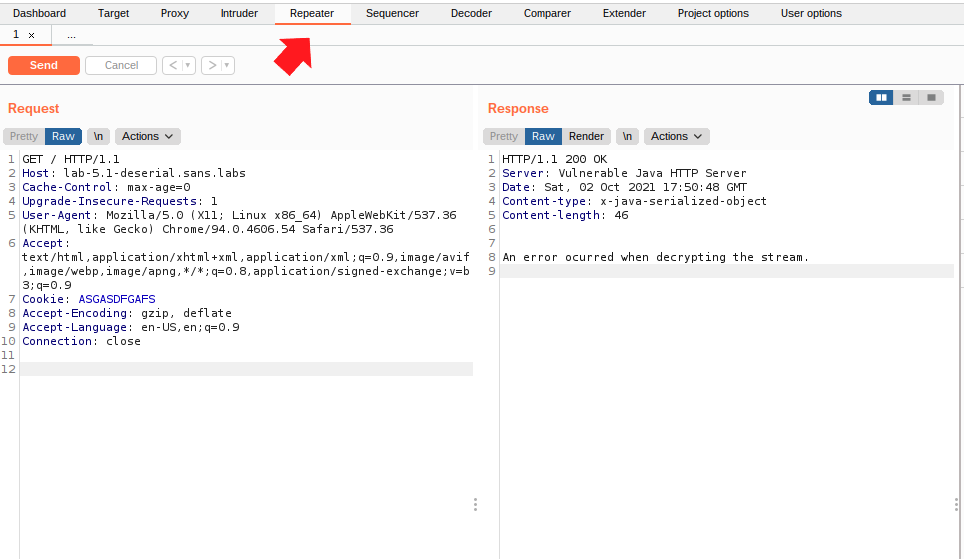 Dashboard Target Proxy Intruder Repeater Sequencer Decoder Comparer Extender Project options User options
1 × ...
Send Cancel < ▾ > ▾
Request
Pretty Raw \n Actions
1 GET / HTTP/1.1
2 Host: lab-5.1-deserial.sans.labs
3 Cache-Control: max-age=0
4 Upgrade-Insecure-Requests: 1
5 User-Agent: Mozilla/5.0 (X11; Linux x86_64) AppleWebKit/537.36
(KHTML, like Gecko) Chrome/94.0.4606.54 Safari/537.36
6 Accept:
text/html,application/xhtml+xml,application/xml;q=0.9,image/avif
,image/webp,image/apng,*/*;q=0.8,application/signed-exchange;v=b
3;q=0.9
7 Cookie: ASGASDFGAFS
8 Accept-Encoding: gzip, deflate
9 Accept-Language: en-US,en;q=0.9
10 Connection: close
11
12
Response
Pretty Raw Render \n Actions
1 HTTP/1.1 200 OK
2 Server: Vulnerable Java HTTP Server
3 Date: Sat, 02 Oct 2021 17:50:48 GMT
4 Content-type: x-java-serialized-object
5 Content-length: 46
6
7
8 An error ocurred when decrypting the stream.
9